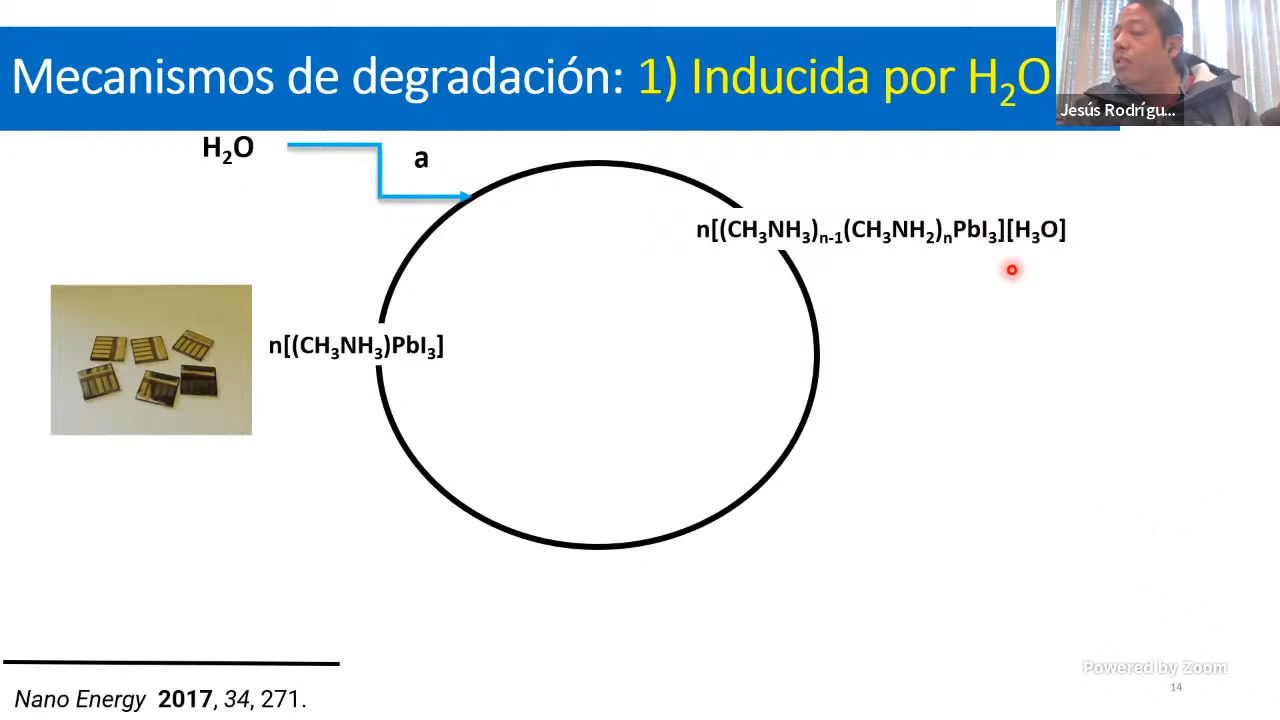 Mecanismos de degradación: 1) Inducida por H₂O
Jesús Rodrígu...
H₂O
a
n[(CH₃NH₃)ₙ₋₁(CH₃NH₂)ₙPbI₃][H₃O]
n[(CH₃NH₃)PbI₃]
Powered by Zoom
14
Nano Energy 2017, 34, 271.